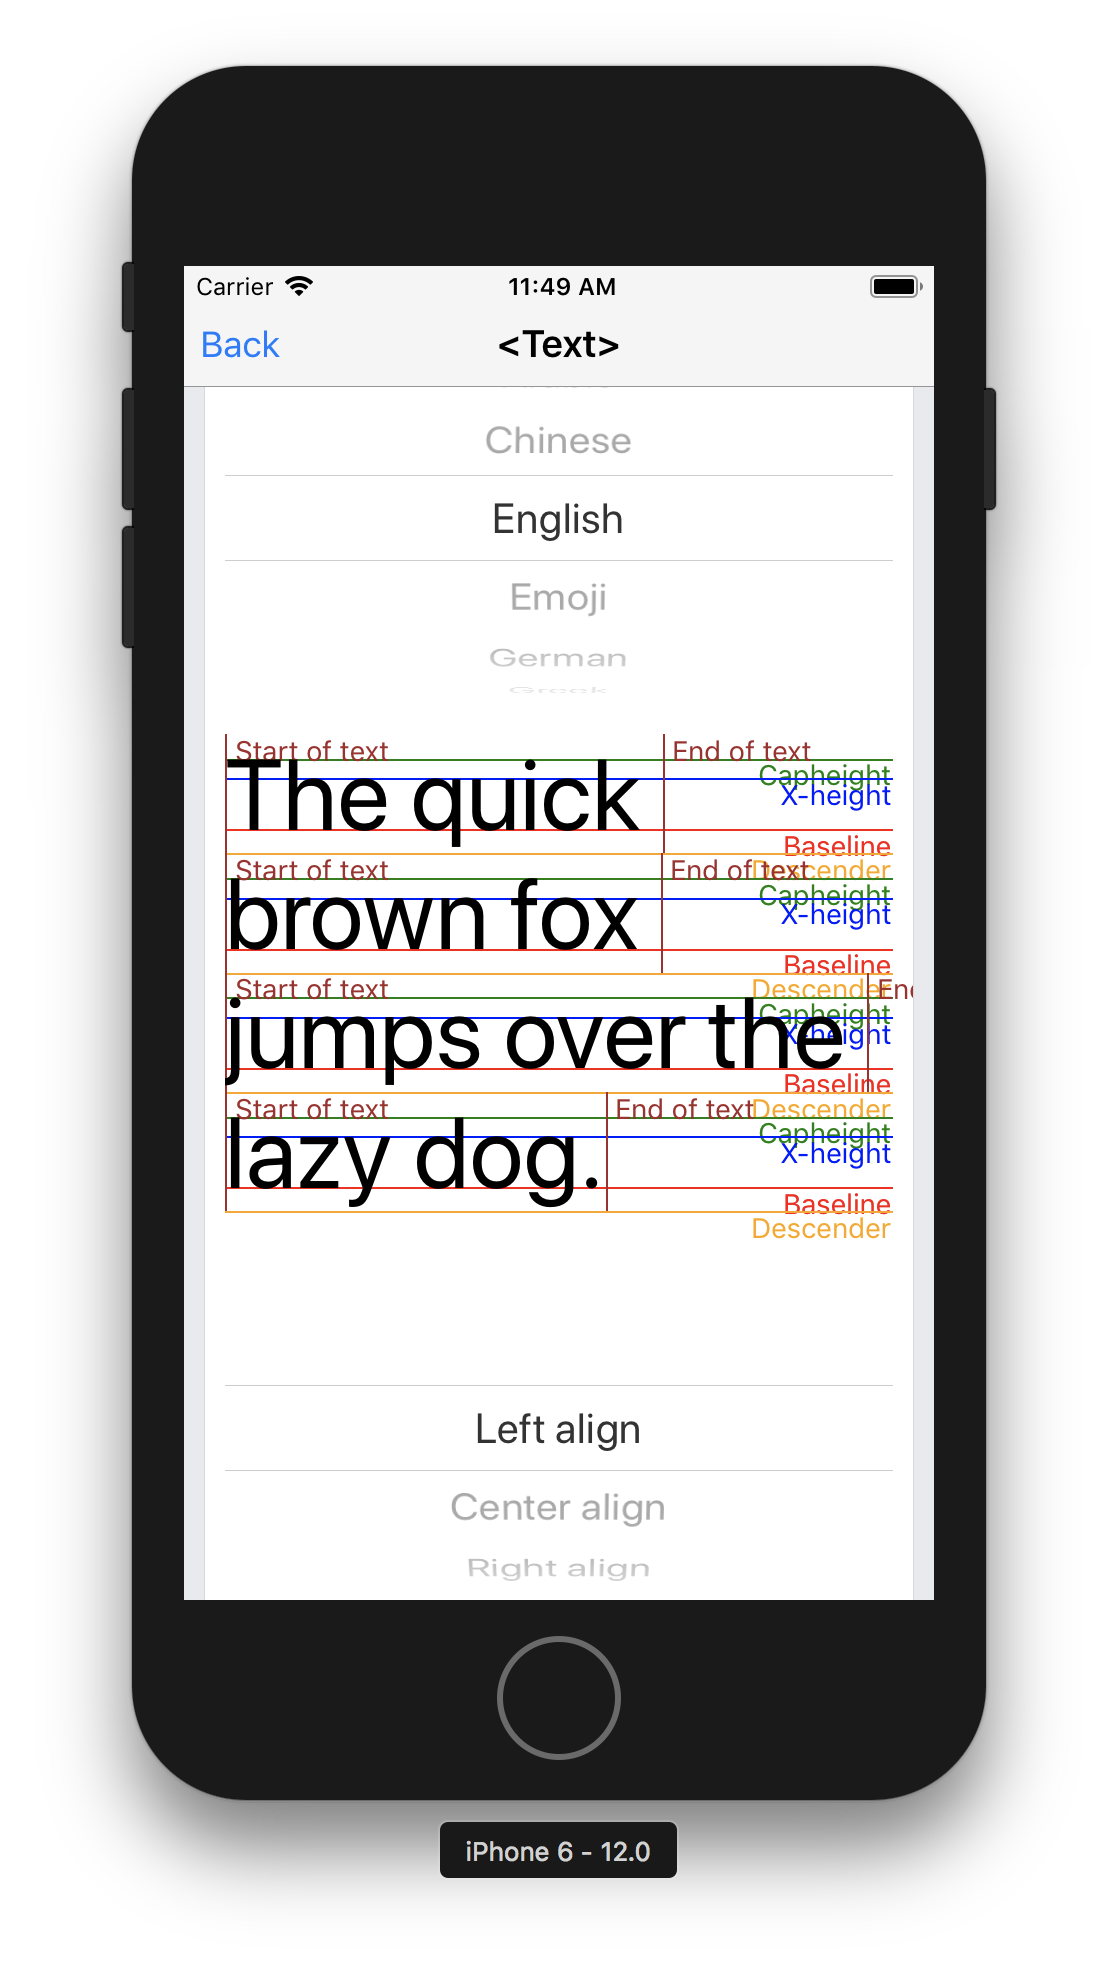 Carrier 11:49 AM
Back <Text>
Chinese
English
Emoji
German
Greek
Start of text End of text
Capheight
The quick X-height
Baseline
Start of text End of text Descender
Capheight
brown fox X-height
Baseline
Start of text Descender
Capheight
jumps over the X-height
Baseline
Start of text End of text Descender
Capheight
lazy dog. X-height
Baseline
Descender
Left align
Center align
Right align
iPhone 6 - 12.0